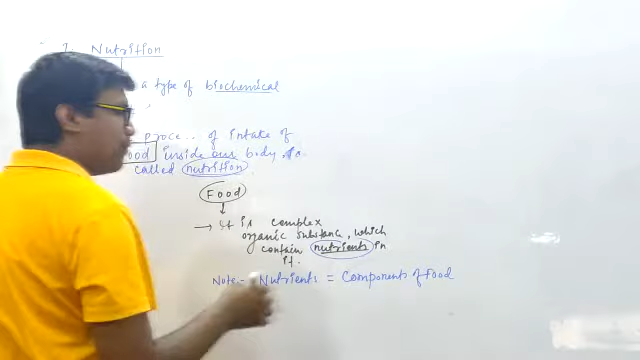 1. Nutrition
a type of biochemical
proce.. of intake of
food inside our body is
called nutrition.
Food
→ It is complex
organic substance, which
contain nutrients in
it.
Note:- Nutrients = Components of Food